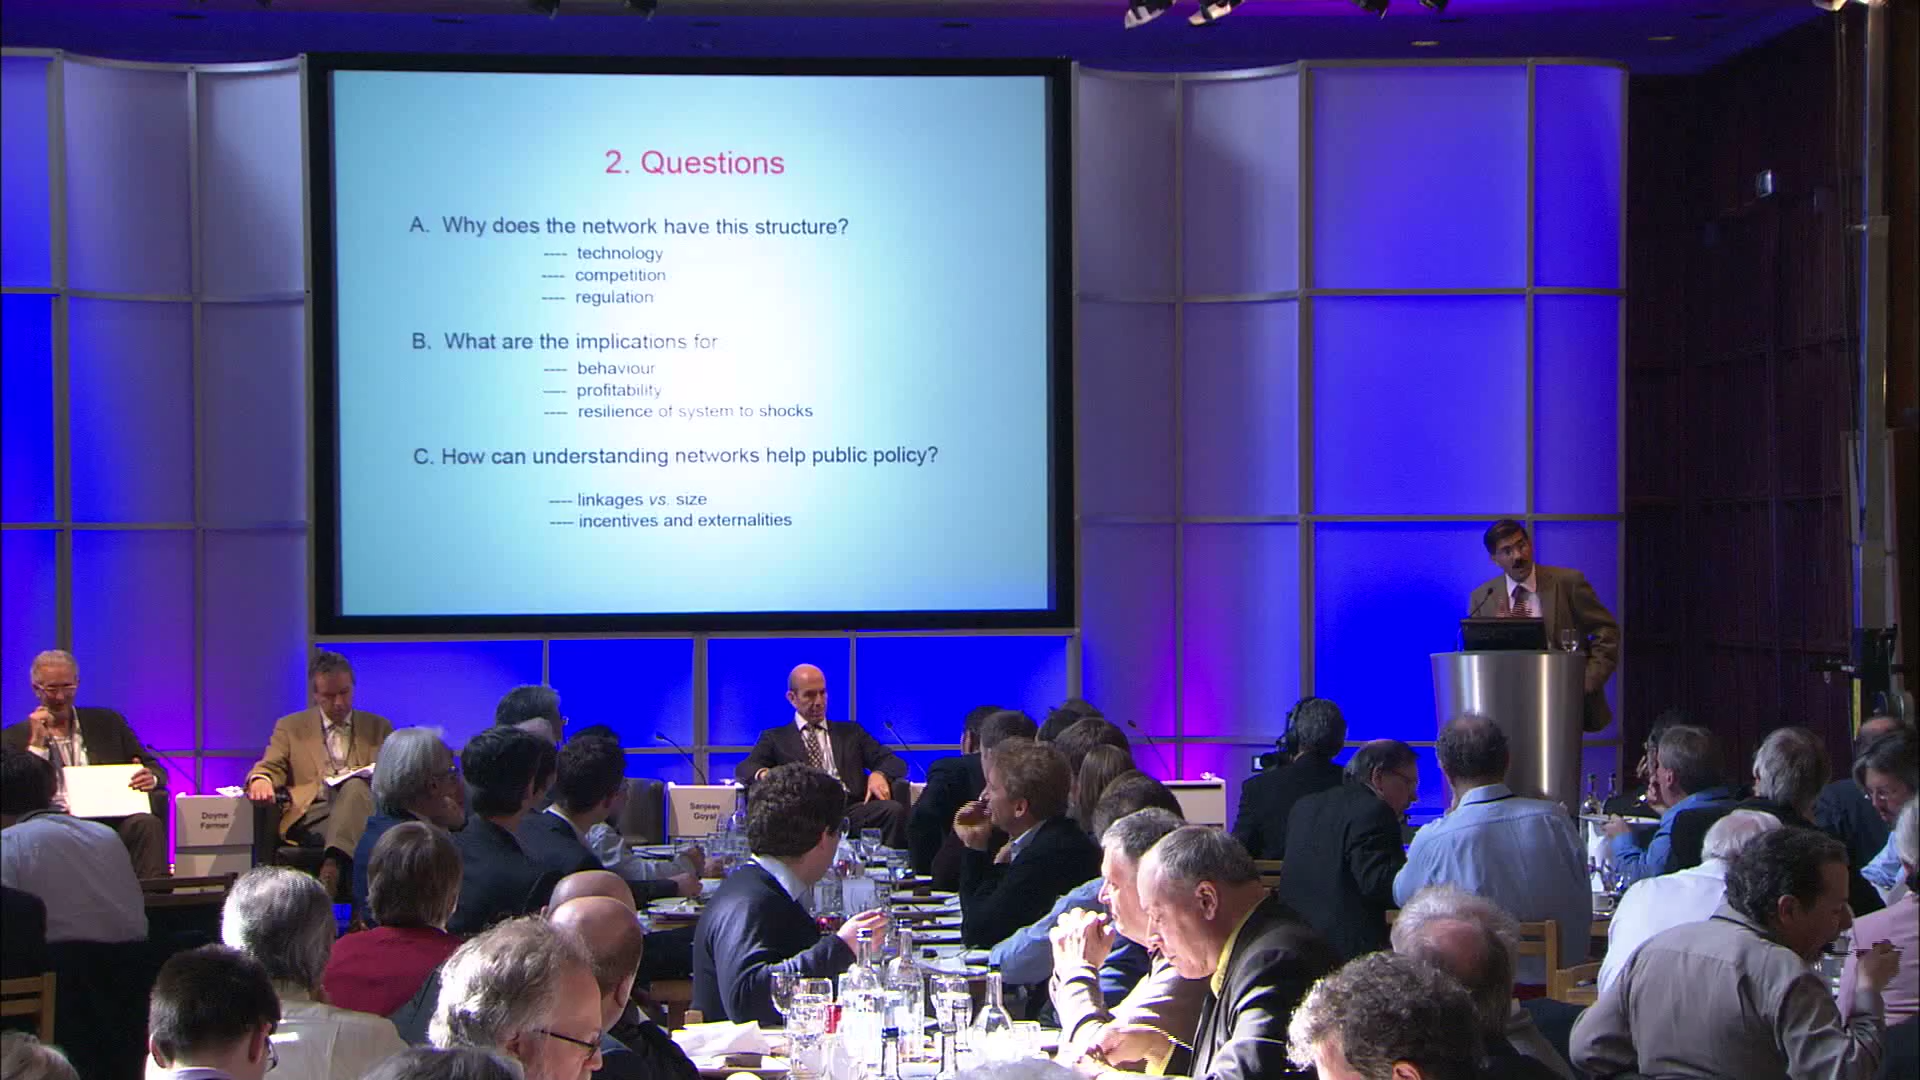 2. Questions
A. Why does the network have this structure?
---- technology
---- competition
---- regulation
B. What are the implications for
---- behaviour
---- profitability
---- resilience of system to shocks
C. How can understanding networks help public policy?
---- linkages vs. size
---- incentives and externalities
Doyne
Farmer
Sanjeev
Goyal